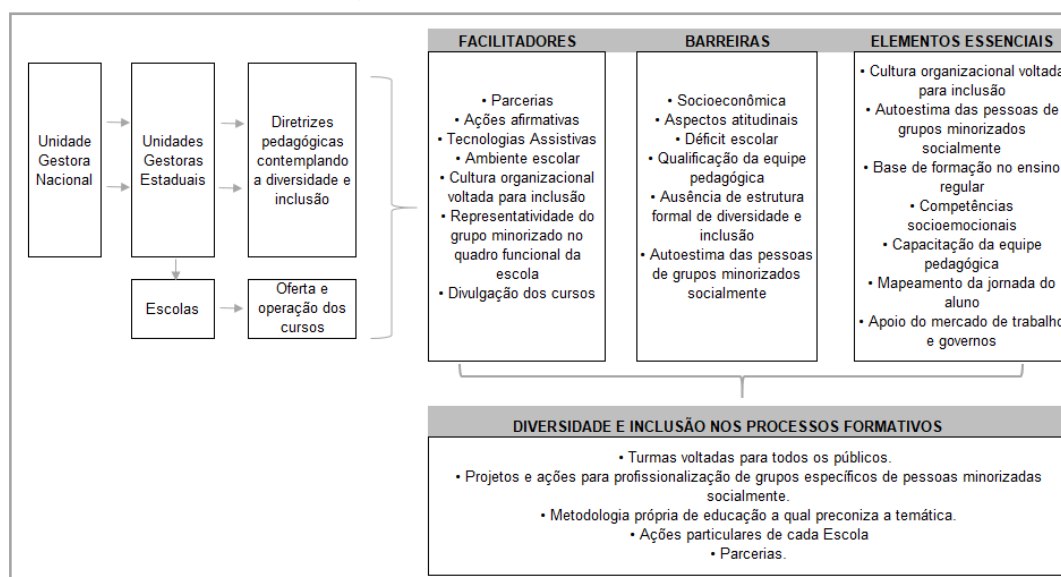 Unidade
Gestora
Nacional
Unidades
Gestoras
Estaduais
Diretrizes
pedagógicas
contemplando
a diversidade e
inclusão
Escolas
Oferta e
operação dos
cursos
FACILITADORES
• Parcerias
• Ações afirmativas
• Tecnologias Assistivas
• Ambiente escolar
• Cultura organizacional
voltada para inclusão
• Representatividade do
grupo minorizado no
quadro funcional da
escola
• Divulgação dos cursos
BARREIRAS
• Socioeconômica
• Aspectos atitudinais
• Déficit escolar
• Qualificação da equipe
pedagógica
• Ausência de estrutura
formal de diversidade e
inclusão
• Autoestima das pessoas
de grupos minorizados
socialmente
ELEMENTOS ESSENCIAIS
• Cultura organizacional voltada
para inclusão
• Autoestima das pessoas de
grupos minorizados
socialmente
• Base de formação no ensino
regular
• Competências
socioemocionais
• Capacitação da equipe
pedagógica
• Mapeamento da jornada do
aluno
• Apoio do mercado de trabalho
e governos
DIVERSIDADE E INCLUSÃO NOS PROCESSOS FORMATIVOS
• Turmas voltadas para todos os públicos.
• Projetos e ações para profissionalização de grupos específicos de pessoas minorizadas
socialmente.
• Metodologia própria de educação a qual preconiza a temática.
• Ações particulares de cada Escola
• Parcerias.